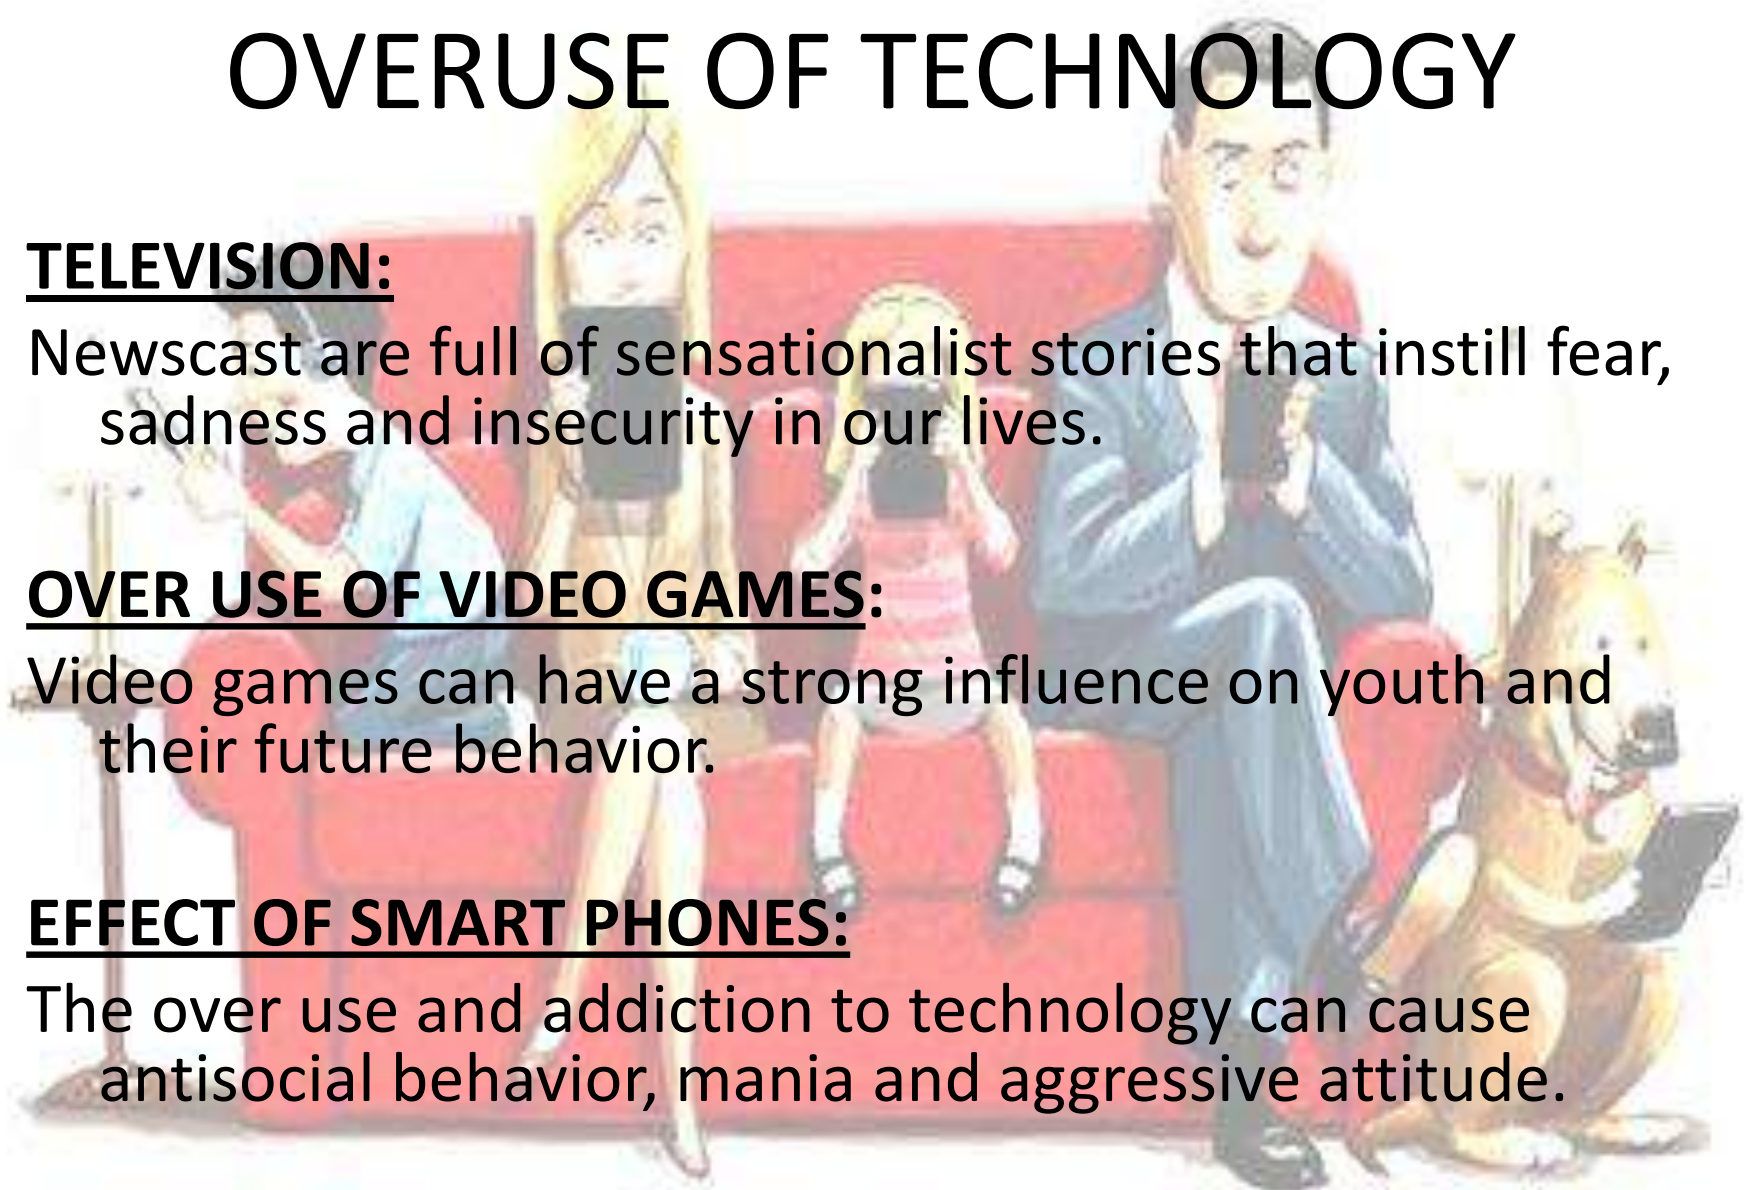 OVERUSE OF TECHNOLOGY
TELEVISION:
Newscast are full of sensationalist stories that instill fear,
sadness and insecurity in our lives.
OVER USE OF VIDEO GAMES:
Video games can have a strong influence on youth and
their future behavior.
EFFECT OF SMART PHONES:
The over use and addiction to technology can cause
antisocial behavior, mania and aggressive attitude.